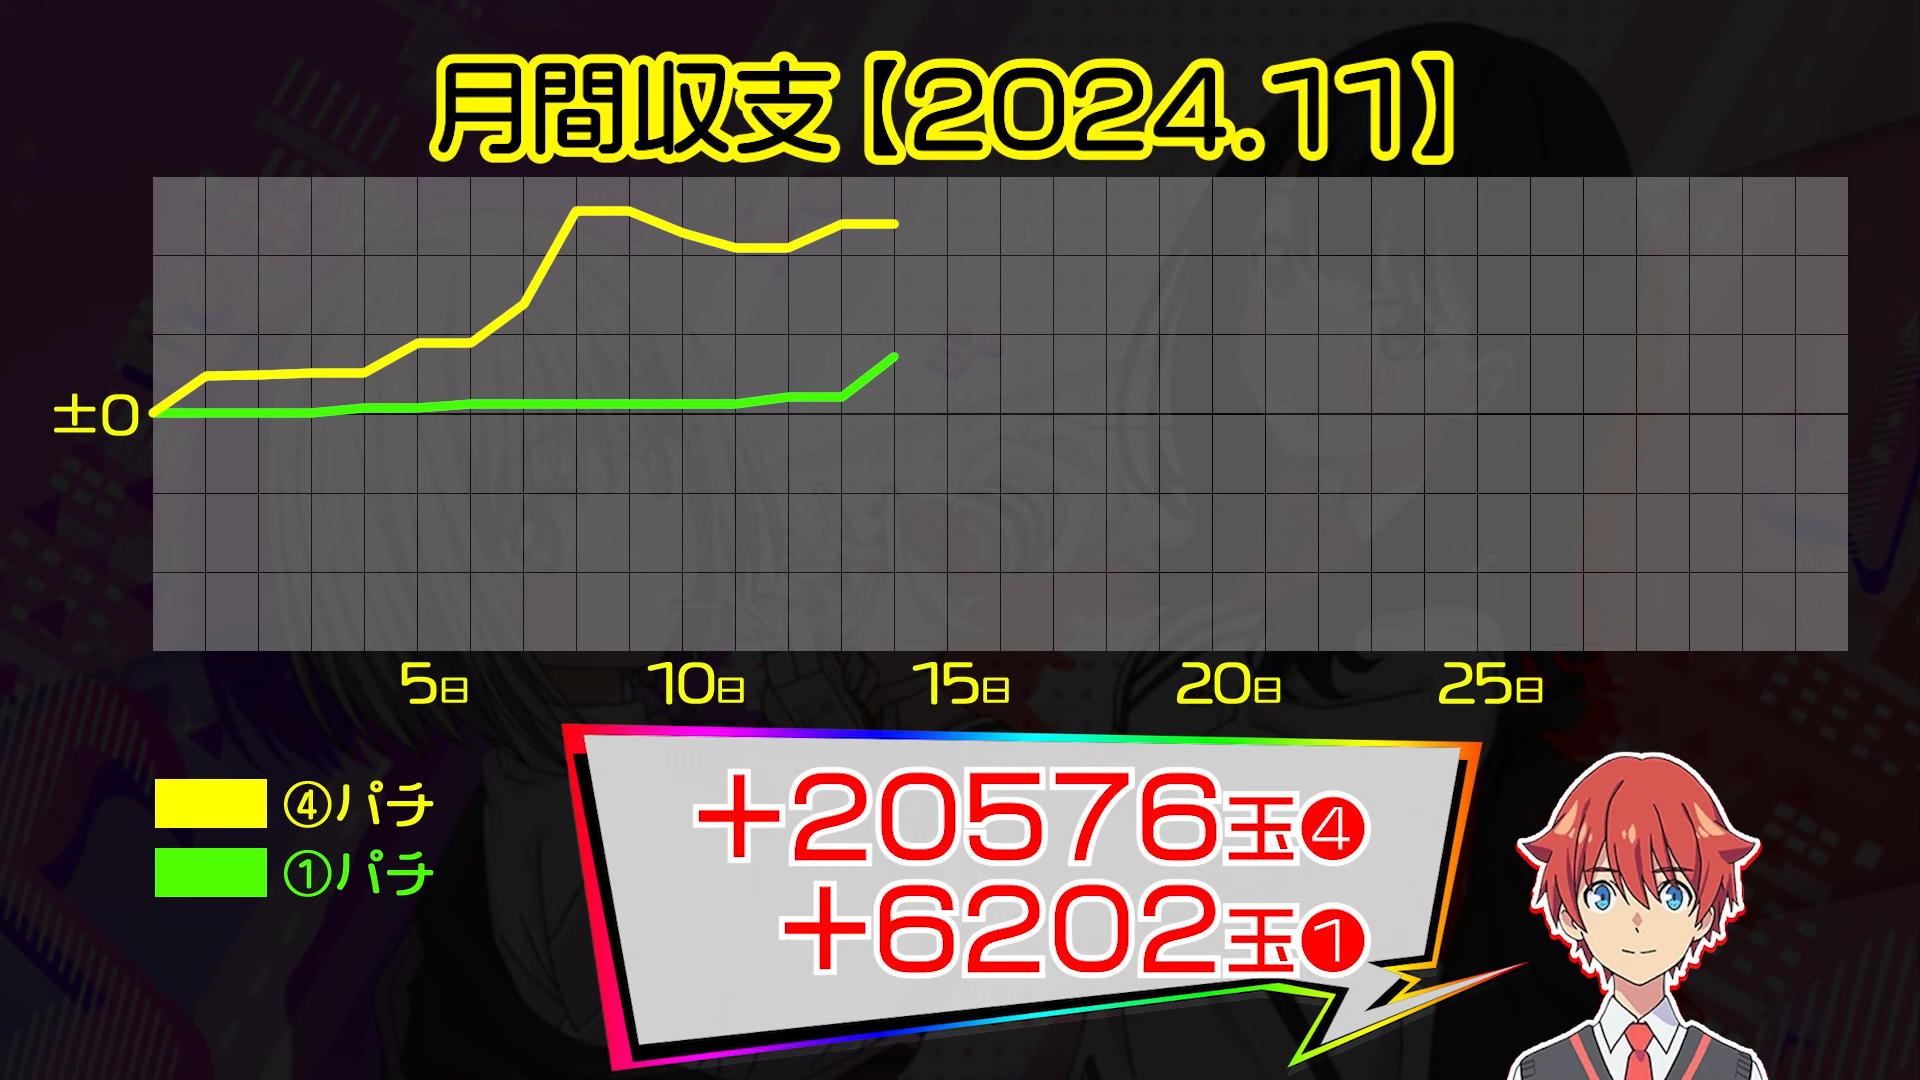 月間収支【2024.11】
±0
5日 10日 15日 20日 25日
④パチ
①パチ
+20576玉❹
+6202玉❶